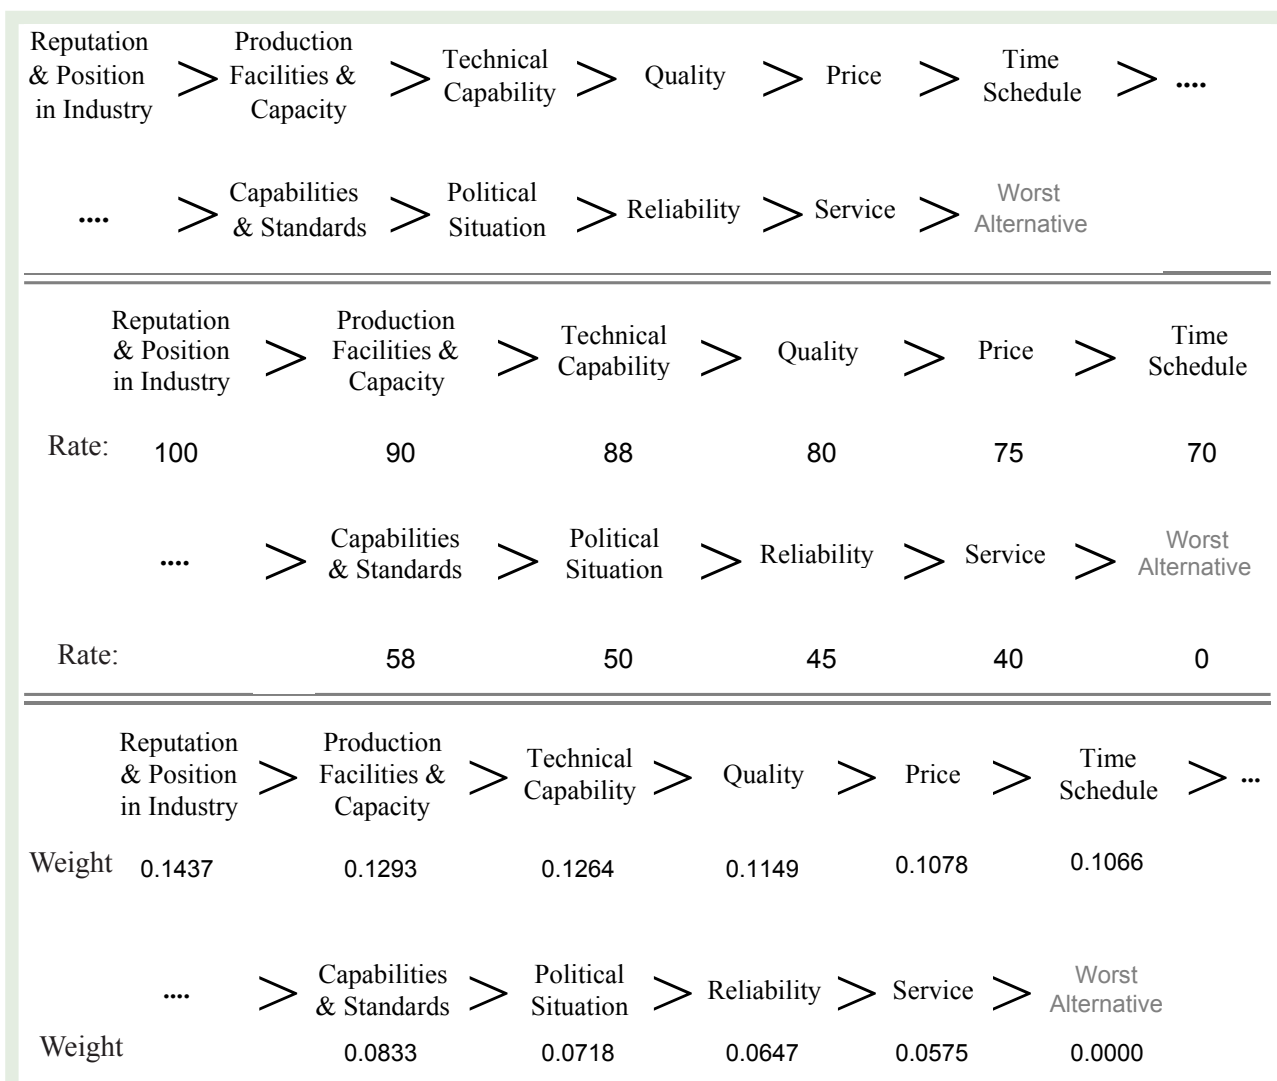 Reputation & Position in Industry > Production Facilities & Capacity > Technical Capability > Quality > Price > Time Schedule > ....
.... > Capabilities & Standards > Political Situation > Reliability > Service > Worst Alternative
Reputation & Position in Industry > Production Facilities & Capacity > Technical Capability > Quality > Price > Time Schedule
Rate: 100 90 88 80 75 70
.... > Capabilities & Standards > Political Situation > Reliability > Service > Worst Alternative
Rate: 58 50 45 40 0
Reputation & Position in Industry > Production Facilities & Capacity > Technical Capability > Quality > Price > Time Schedule > ...
Weight 0.1437 0.1293 0.1264 0.1149 0.1078 0.1066
.... > Capabilities & Standards > Political Situation > Reliability > Service > Worst Alternative
Weight 0.0833 0.0718 0.0647 0.0575 0.0000